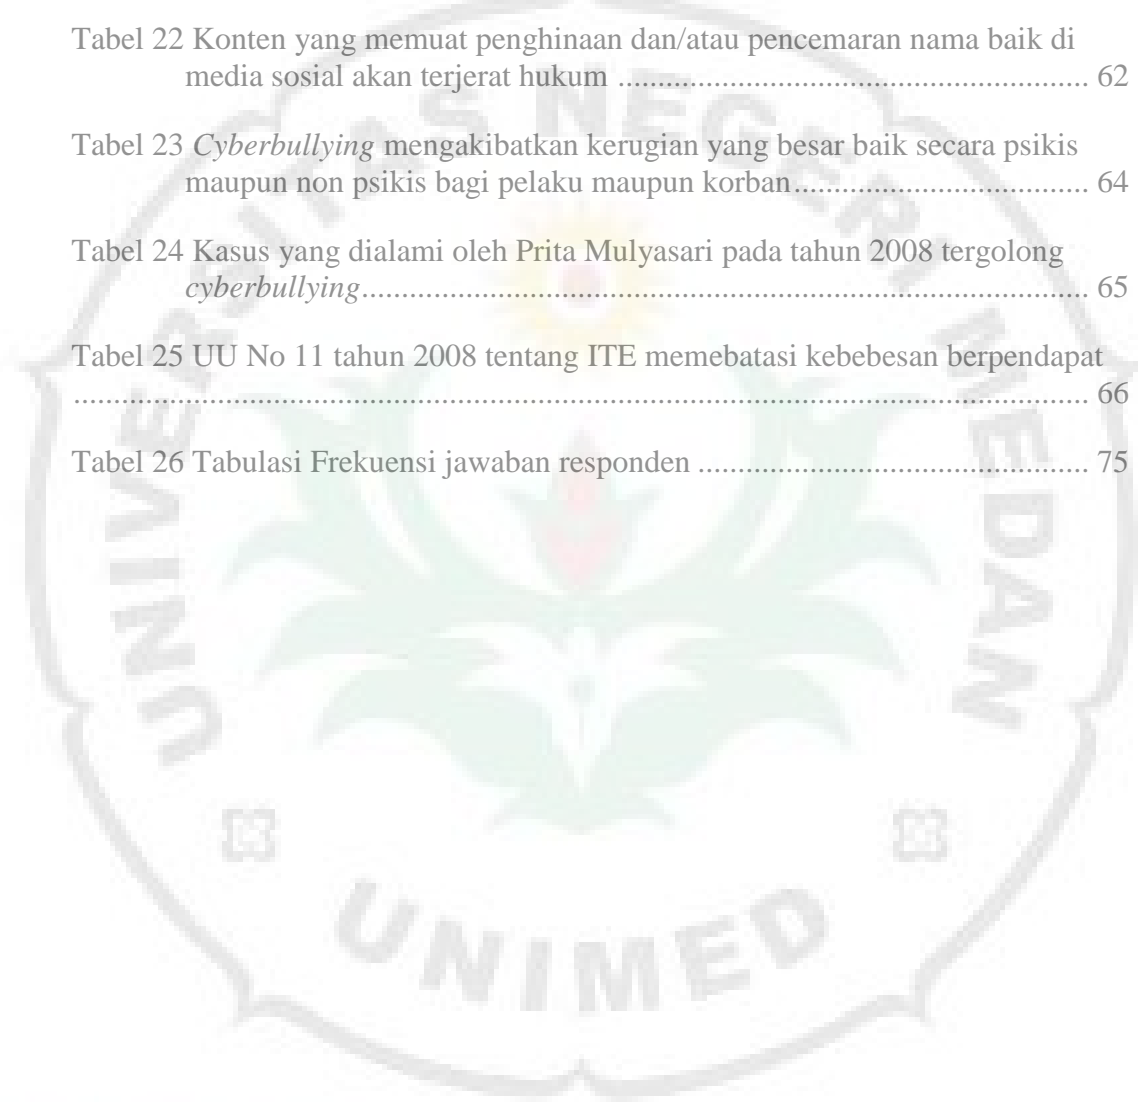 Tabel 22 Konten yang memuat penghinaan dan/atau pencemaran nama baik di
media sosial akan terjerat hukum ................................................. 62
Tabel 23 Cyberbullying mengakibatkan kerugian yang besar baik secara psikis
maupun non psikis bagi pelaku maupun korban ............................... 64
Tabel 24 Kasus yang dialami oleh Prita Mulyasari pada tahun 2008 tergolong
cyberbullying ............................................................................ 65
Tabel 25 UU No 11 tahun 2008 tentang ITE memebatasi kebebesan berpendapat
.......................................................................................................... 66
Tabel 26 Tabulasi Frekuensi jawaban responden ......................................... 75
UNIVERSITAS NEGERI MEDAN
UNIMED